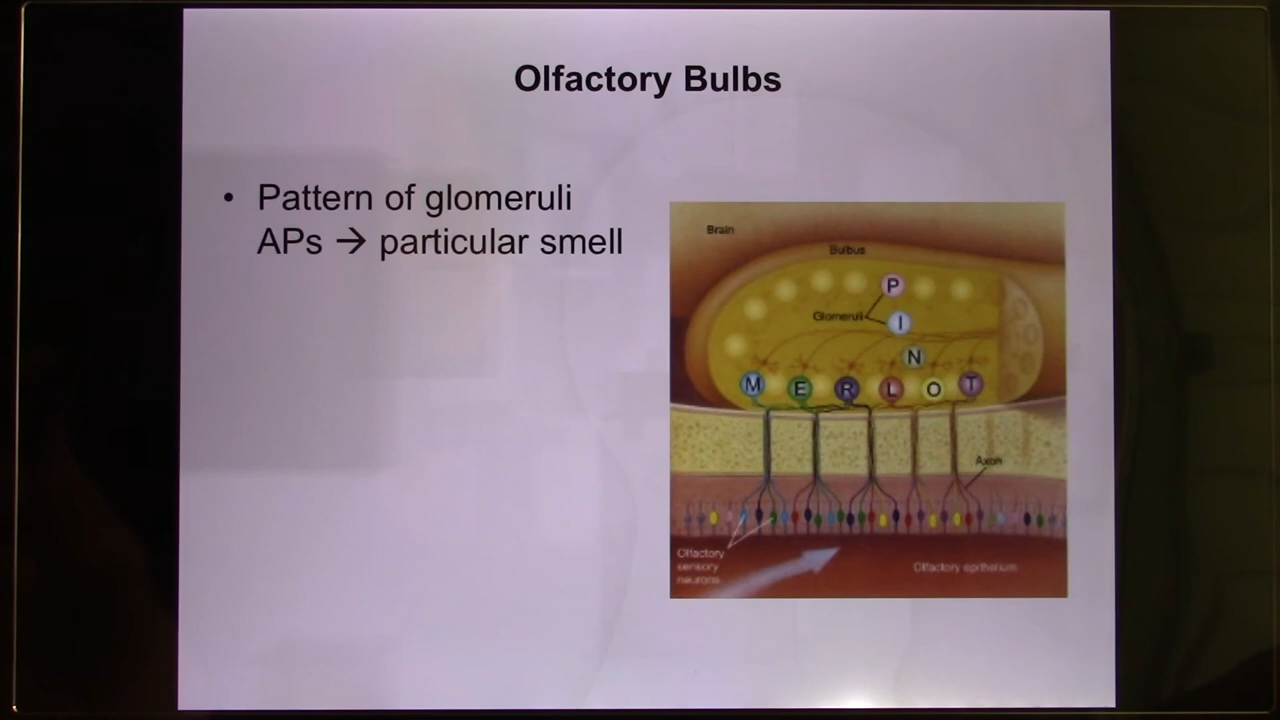 Olfactory Bulbs
• Pattern of glomeruli
APs → particular smell
Brain
Bulbus
P
Glomeruli
I
N
M E R L O T
Axon
Olfactory
sensory
neurons
Olfactory epithelium